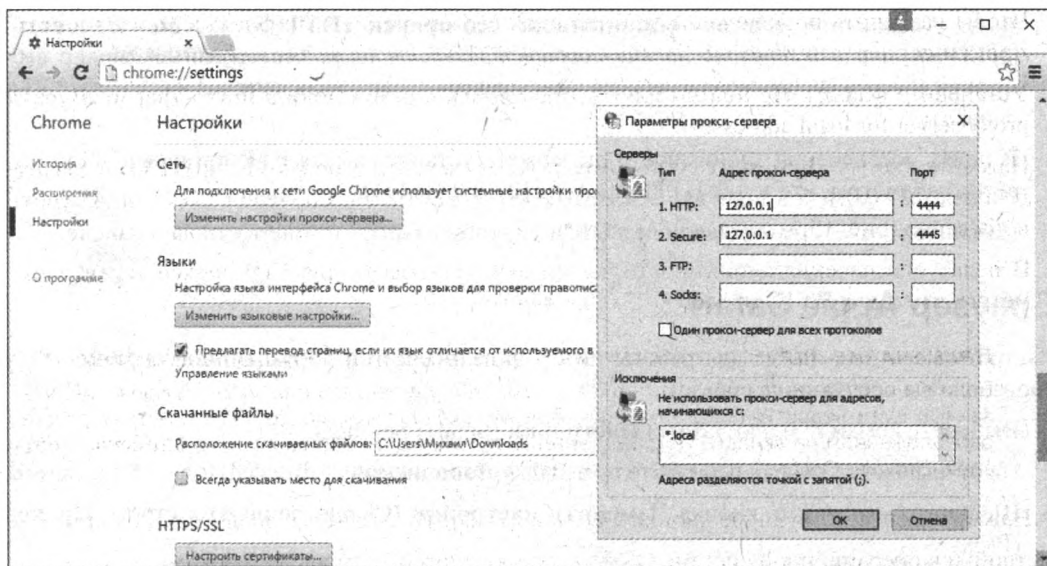 Настройки
chrome://settings
Chrome
История
Расширения
Настройки
О программе
Настройки
Сеть
Для подключения к сети Google Chrome использует системные настройки
Изменить настройки прокси-сервера...
Языки
Настройка языка интерфейса Chrome и выбор языков для проверки
Изменить языковые настройки...
Предлагать перевод страниц, если их язык отличается от используемого в
Управление языками
Скачанные файлы
Расположение скачиваемых файлов: C:\Users\Михаил\Downloads
Всегда указывать место для скачивания
HTTPS/SSL
Настроить сертификаты...
Параметры прокси-сервера
Серверы
Тип Адрес прокси-сервера Порт
1. HTTP: 127.0.0.1 : 4444
2. Secure: 127.0.0.1 : 4445
3. FTP: :
4. Socks: :
Один прокси-сервер для всех протоколов
Исключения
Не использовать прокси-сервер для адресов,
начинающихся с:
*.local
Адреса разделяются точкой с запятой (;).
ОК Отмена